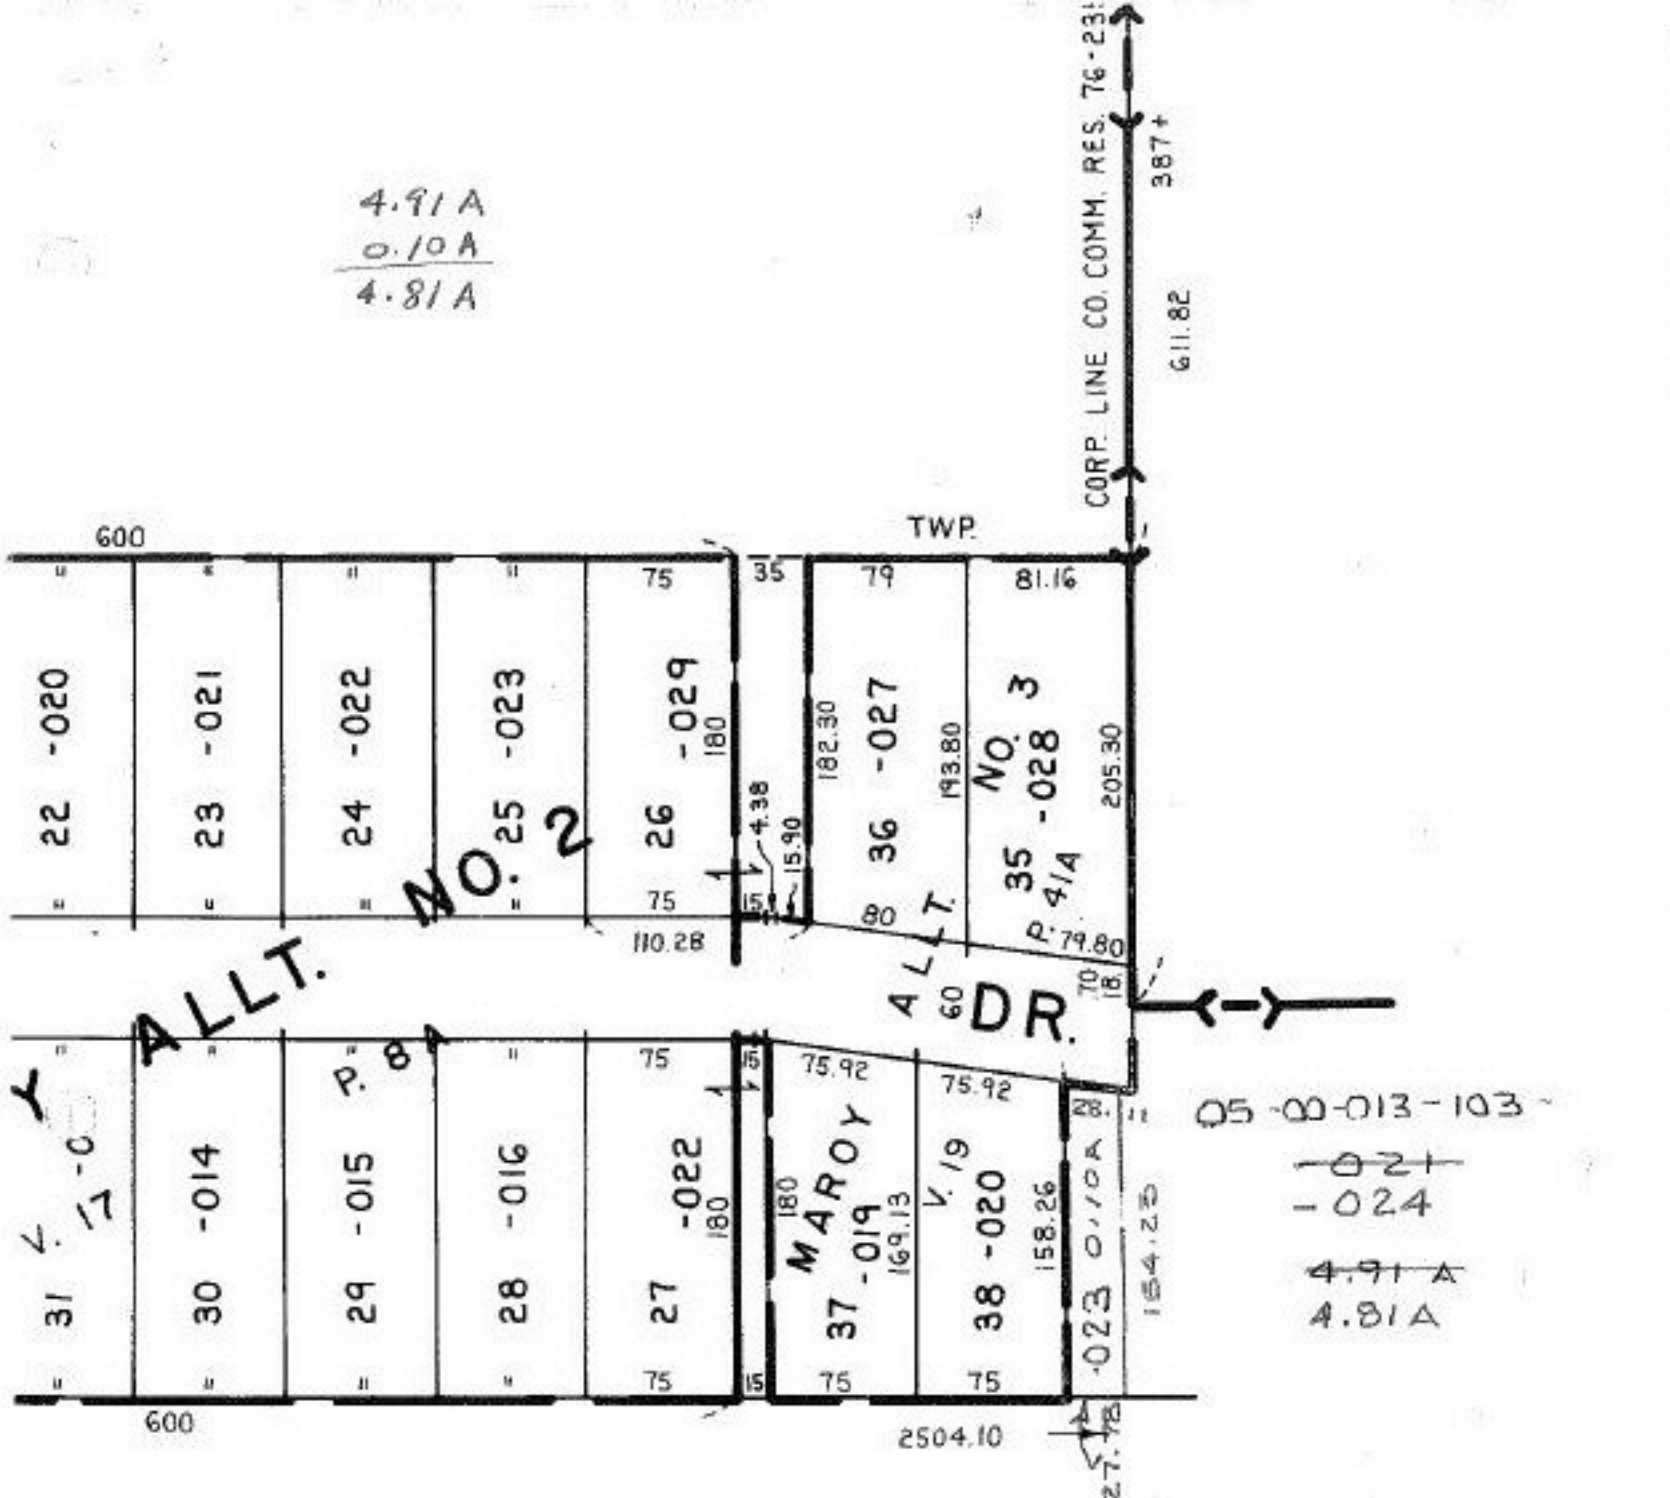 CORP. LINE CO. COMM. RES. 76-23
387+
611.82
4.91 A
0.10 A
4.81 A
600
TWP.
" " " " 75 35 79 81.16
22 -020
23 -021
24 -022
25 -023
26 -029
180
182.30
36 -027
193.80
NO. 3
35 -028
P. 41A
205.30
4.38
15.90
" " " " 75 15 80 79.80
110.28
ALLT. NO. 2
ALLT.
60
DR.
70
18.
Y
P. 8A
" " " " 75 15 75.92 75.92
28. 11
V. 17
31 -0
30 -014
29 -015
28 -016
27 -022
180
180
MAROY
37 -019
169.13
V. 19
38 -020
158.26
-023 0.10A
154.25
05-00-013-103-
-021
-024
4.91 A
4.81 A
" " " " 75 15 75 75
600
2504.10
27.78